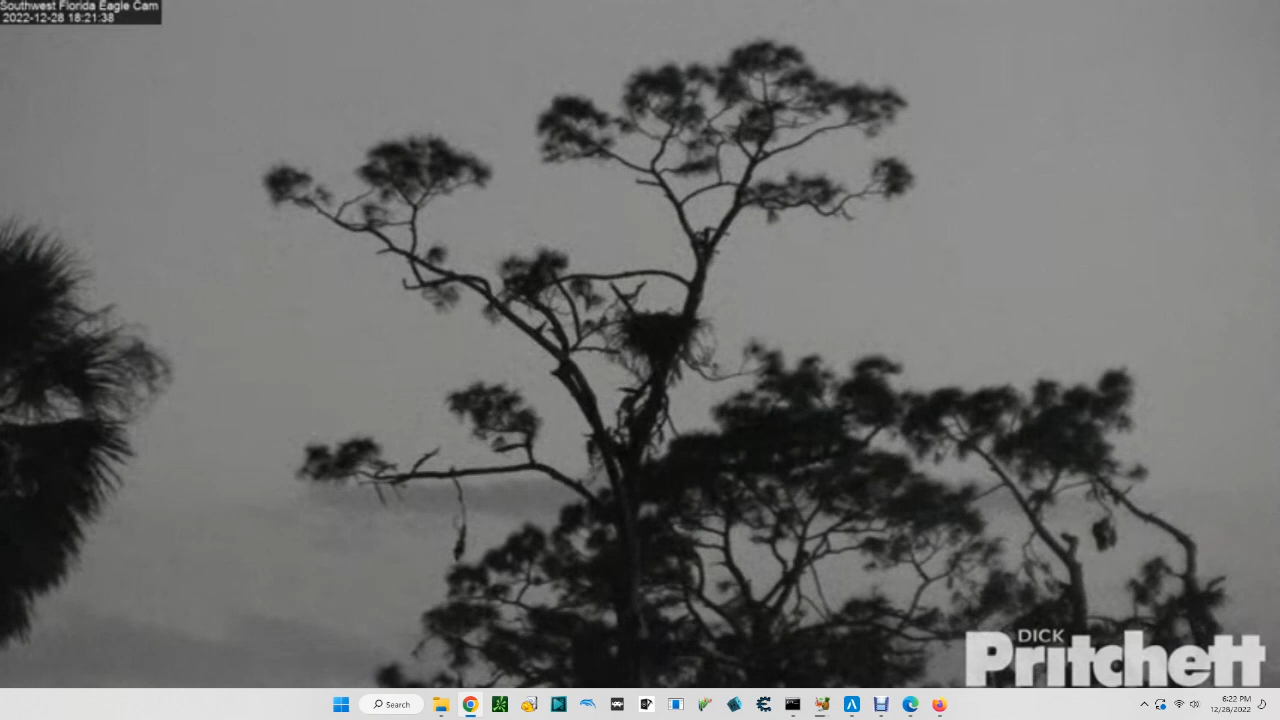 Southwest Florida Eagle Cam
2022-12-28 18:21:38
DICK
Pritchett
Search
6:22 PM
12/28/2022